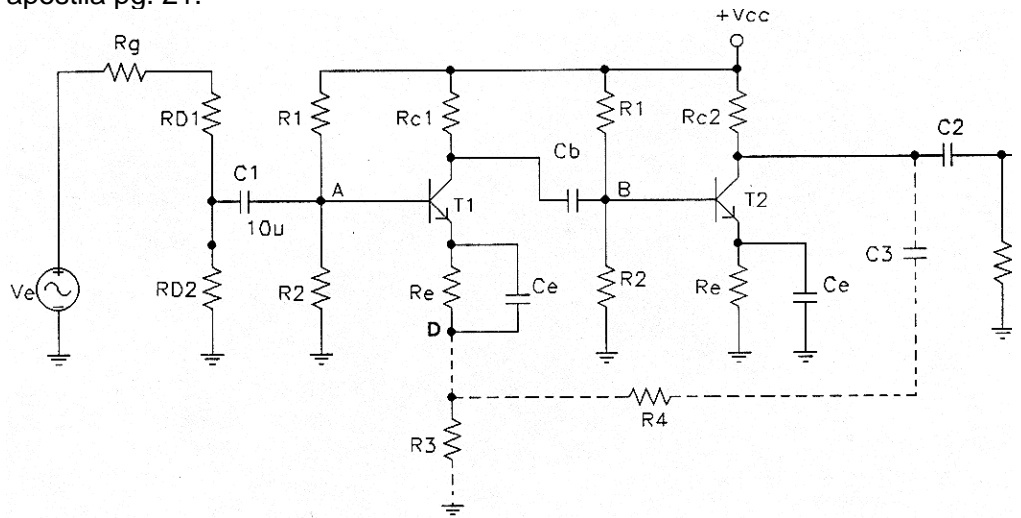 apostila pg. 21.
+Vcc
Rg
RD1
R1
Rc1
R1
Rc2
C2
C1
Cb
A
B
T1
T2
10u
C3
Ve
RD2
R2
Re
Ce
R2
Re
Ce
D
R4
R3